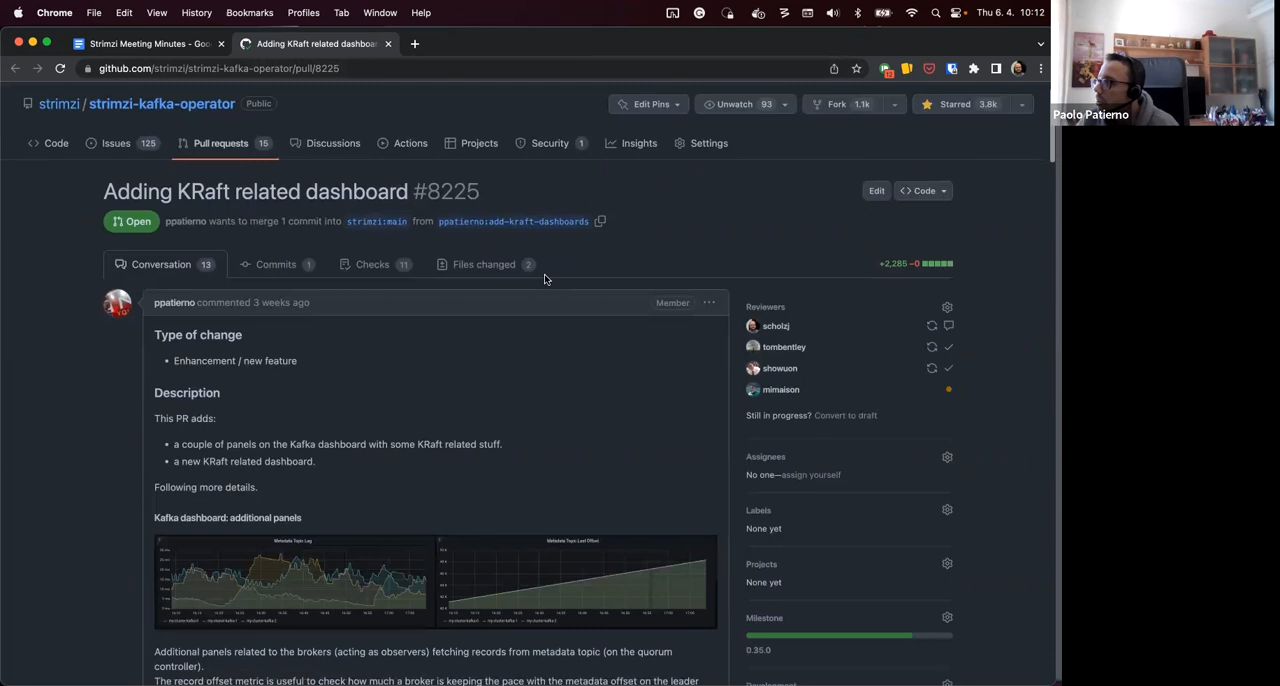 Chrome File Edit View History Bookmarks Profiles Tab Window Help Thu 6. 4. 10:12
Strimzi Meeting Minutes - Goo Adding KRaft related dashboa
github.com/strimzi/strimzi-kafka-operator/pull/8225
Paolo Patierno
strimzi / strimzi-kafka-operator Public Edit Pins Unwatch 93 Fork 1.1k Starred 3.8k
Code Issues 125 Pull requests 15 Discussions Actions Projects Security 1 Insights Settings
Adding KRaft related dashboard #8225 Edit Code
Open ppatierno wants to merge 1 commit into strimzi:main from ppatierno:add-kraft-dashboards
Conversation 13 Commits 1 Checks 11 Files changed 2 +2,285 −0
ppatierno commented 3 weeks ago Member
Type of change
• Enhancement / new feature
Description
This PR adds:
• a couple of panels on the Kafka dashboard with some KRaft related stuff.
• a new KRaft related dashboard.
Following more details.
Kafka dashboard: additional panels
Metadata Topic Lag Metadata Topic Last Offset
Additional panels related to the brokers (acting as observers) fetching records from metadata topic (on the quorum
controller).
The record offset metric is useful to check how much a broker is keeping the pace with the metadata offset on the leader
Reviewers
scholzj
tombentley
showuon
mimaison
Still in progress? Convert to draft
Assignees
No one—assign yourself
Labels
None yet
Projects
None yet
Milestone
0.35.0